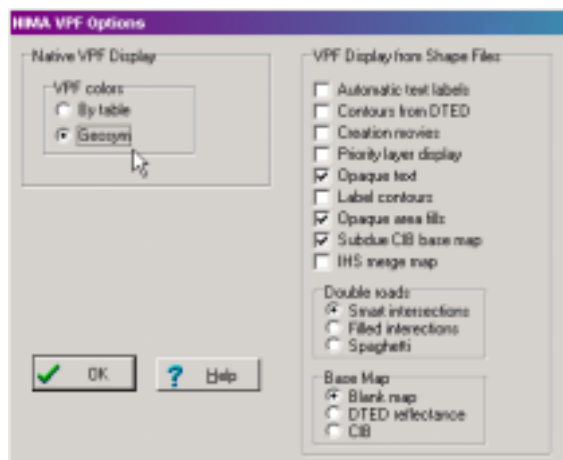 NIMA VPF Options
Native VPF Display
VPF colors
By table
Geosym
OK
Help
VPF Display from Shape Files
Automatic text labels
Contours from DTED
Creation movies
Priority layer display
Opaque text
Label contours
Opaque area fills
Subdue CIB base map
IHS merge map
Double roads
Smart intersections
Filled interections
Spaghetti
Base Map
Blank map
DTED reflectance
CIB